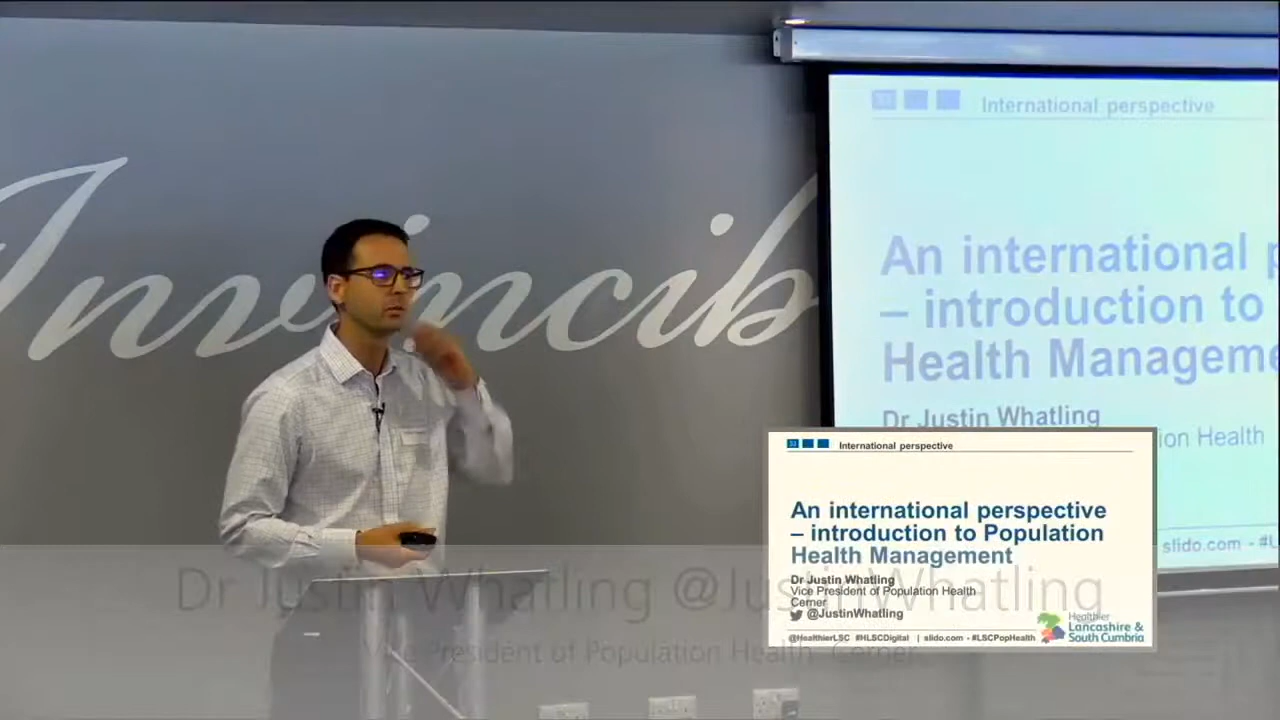 Invincib
International perspective
An international p
– introduction to
Health Manageme
Dr Justin Whatling
ion Health
slido.com - #L
International perspective
An international perspective
– introduction to Population
Health Management
Dr Justin Whatling
Vice President of Population Health
Cerner
@JustinWhatling
@HealthierLSC #HLSCDigital | slido.com - #LSCPopHealth
Healthier
Lancashire &
South Cumbria
Dr Justin Whatling @JustinWhatling
Vice President of Population Health Cerner